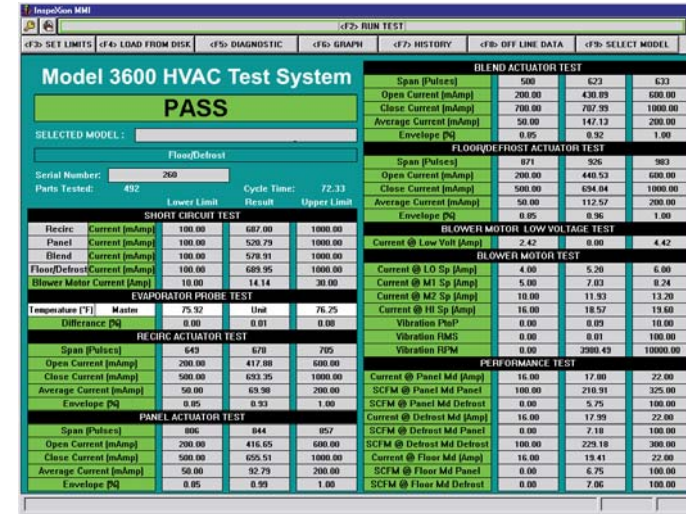 InspeXion MMI
<F2> RUN TEST
<F3> SET LIMITS <F4> LOAD FROM DISK <F5> DIAGNOSTIC <F6> GRAPH <F7> HISTORY <F8> OFF LINE DATA <F9> SELECT MODEL
Model 3600 HVAC Test System
PASS
SELECTED MODEL :
Floor/Defrost
Serial Number: 260
Parts Tested: 492 Cycle Time: 72.33
Lower Limit Result Upper Limit
SHORT CIRCUIT TEST
Recirc Current (mAmp) 100.00 687.00 1000.00
Panel Current (mAmp) 100.00 520.79 1000.00
Blend Current (mAmp) 100.00 578.91 1000.00
Floor/Defrost Current (mAmp) 100.00 689.95 1000.00
Blower Motor Current (Amp) 10.00 14.14 30.00
EVAPORATOR PROBE TEST
Temperature (°F) Master 75.92 Unit 76.25
Differance (%) 0.00 0.01 0.08
RECIRC ACTUATOR TEST
Span (Pulses) 649 678 705
Open Current (mAmp) 200.00 417.88 600.00
Close Current (mAmp) 500.00 693.35 1000.00
Average Current (mAmp) 50.00 69.98 200.00
Envelope (%) 0.85 0.93 1.00
PANEL ACTUATOR TEST
Span (Pulses) 806 844 857
Open Current (mAmp) 200.00 416.65 600.00
Close Current (mAmp) 500.00 655.51 1000.00
Average Current (mAmp) 50.00 92.79 200.00
Envelope (%) 0.85 0.99 1.00
BLEND ACTUATOR TEST
Span (Pulses) 500 623 633
Open Current (mAmp) 200.00 430.89 600.00
Close Current (mAmp) 700.00 707.99 1000.00
Average Current (mAmp) 50.00 147.13 200.00
Envelope (%) 0.85 0.92 1.00
FLOOR/DEFROST ACTUATOR TEST
Span (Pulses) 871 926 983
Open Current (mAmp) 200.00 440.53 600.00
Close Current (mAmp) 500.00 694.04 1000.00
Average Current (mAmp) 50.00 112.57 200.00
Envelope (%) 0.85 0.96 1.00
BLOWER MOTOR LOW VOLTAGE TEST
Current @ Low Volt (Amp) 2.42 0.00 4.42
BLOWER MOTOR TEST
Current @ LO Sp (Amp) 4.00 5.20 6.00
Current @ M1 Sp (Amp) 5.00 7.03 8.24
Current @ M2 Sp (Amp) 10.00 11.93 13.20
Current @ HI Sp (Amp) 16.00 18.57 19.60
Vibration PtoP 0.00 0.09 10.00
Vibration RMS 0.00 0.01 100.00
Vibration RPM 0.00 3900.49 10000.00
PERFORMANCE TEST
Current @ Panel Md (Amp) 16.00 17.80 22.00
SCFM @ Panel Md Panel 100.00 210.91 325.00
SCFM @ Panel Md Defrost 0.00 5.75 100.00
Current @ Defrost Md (Amp) 16.00 17.99 22.00
SCFM @ Defrost Md Panel 0.00 7.18 100.00
SCFM @ Defrost Md Defrost 100.00 229.18 300.00
Current @ Floor Md (Amp) 16.00 19.41 22.00
SCFM @ Floor Md Panel 0.00 6.75 100.00
SCFM @ Floor Md Defrost 0.00 7.06 100.00